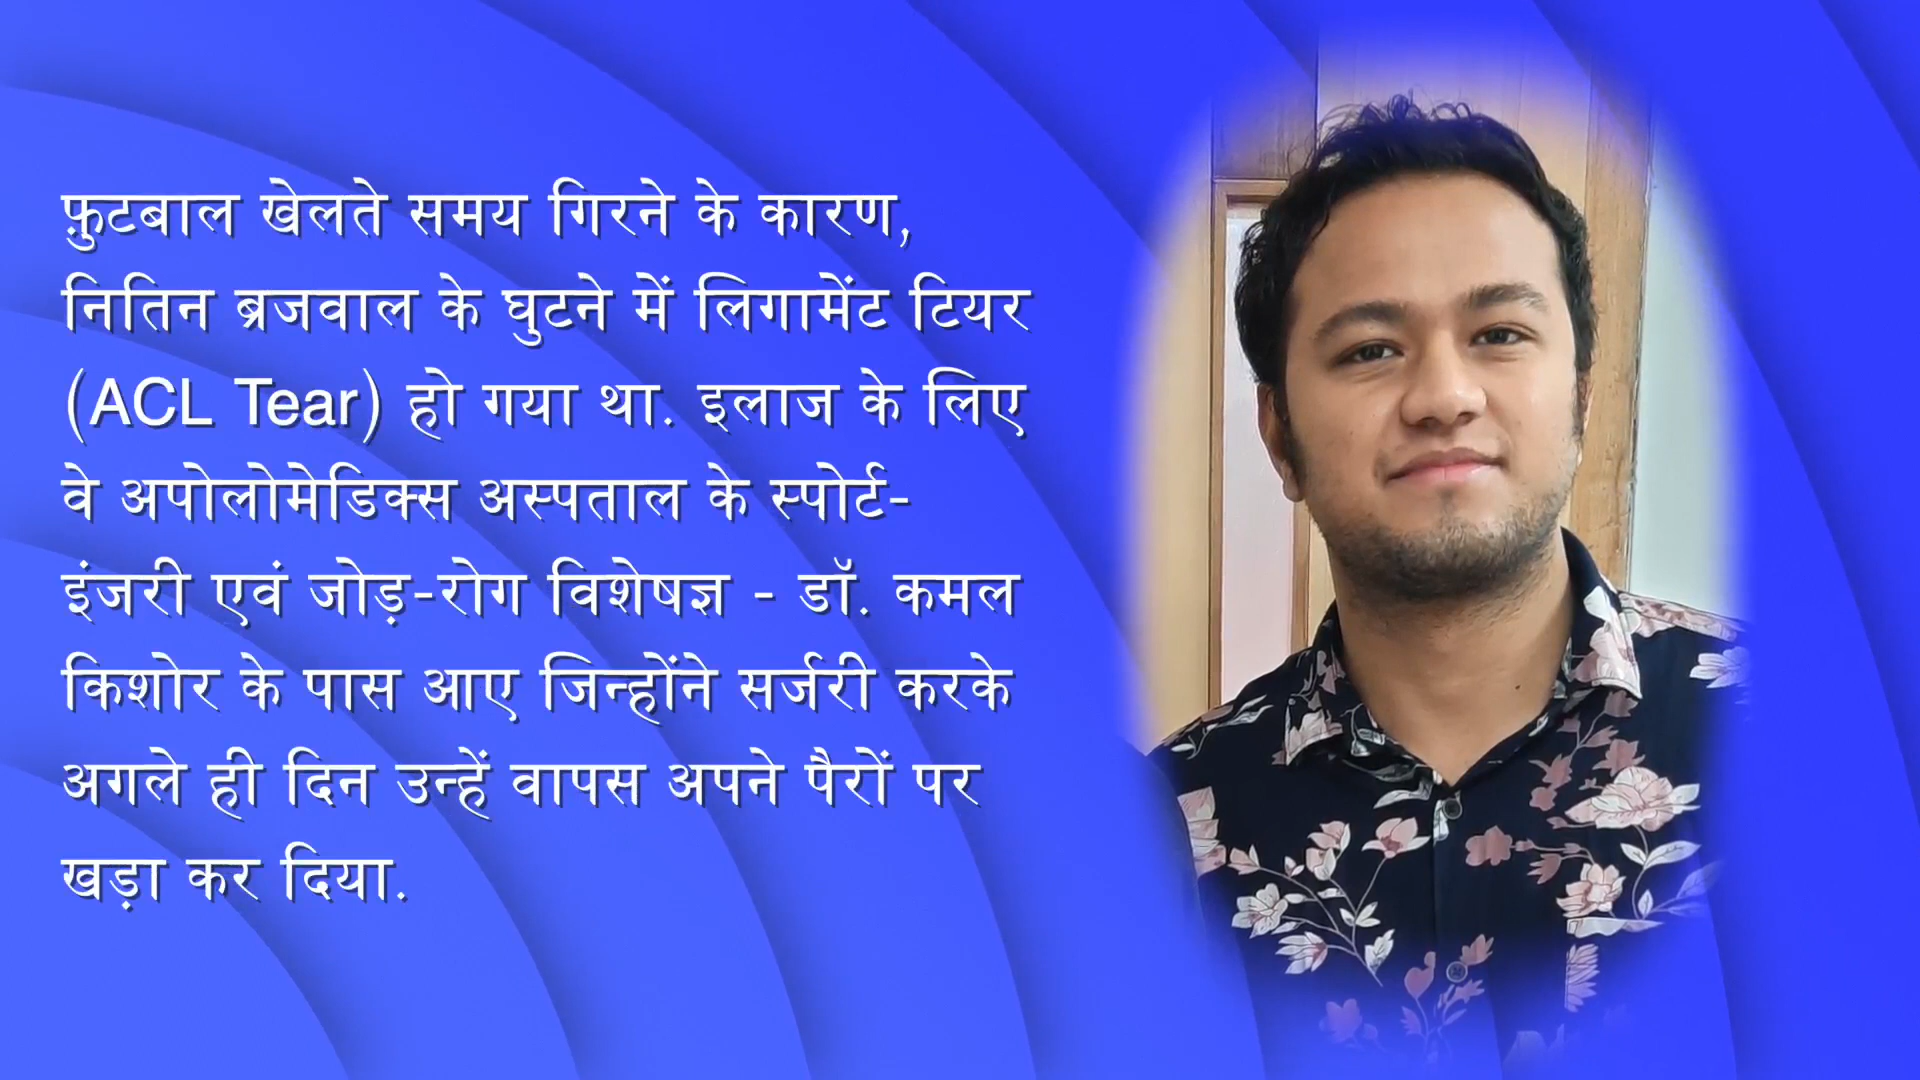 फ़ुटबाल खेलते समय गिरने के कारण,
नितिन ब्रजवाल के घुटने में लिगामेंट टियर
(ACL Tear) हो गया था. इलाज के लिए
वे अपोलोमेडिक्स अस्पताल के स्पोर्ट-
इंजरी एवं जोड़-रोग विशेषज्ञ - डॉ. कमल
किशोर के पास आए जिन्होंने सर्जरी करके
अगले ही दिन उन्हें वापस अपने पैरों पर
खड़ा कर दिया.